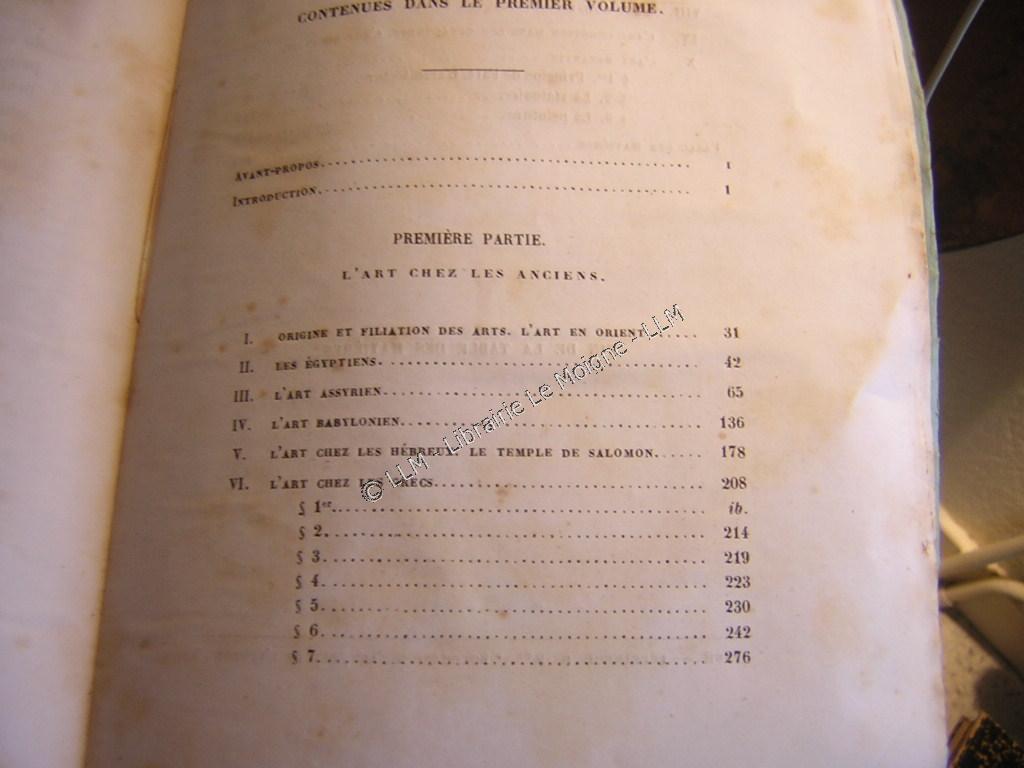 CONTENUES DANS LE PREMIER VOLUME.
AVANT-PROPOS. I
INTRODUCTION. 1
PREMIÈRE PARTIE.
L'ART CHEZ LES ANCIENS.
I. ORIGINE ET FILIATION DES ARTS. L'ART EN ORIENT. 31
II. LES ÉGYPTIENS. 42
III. L'ART ASSYRIEN. 65
IV. L'ART BABYLONIEN. 136
V. L'ART CHEZ LES HÉBREUX. LE TEMPLE DE SALOMON. 178
VI. L'ART CHEZ LES GRECS. 208
§ 1er. ib.
§ 2. 214
§ 3. 219
§ 4. 223
§ 5. 230
§ 6. 242
§ 7. 276
© LLM - Librairie Le Moigne - LLM